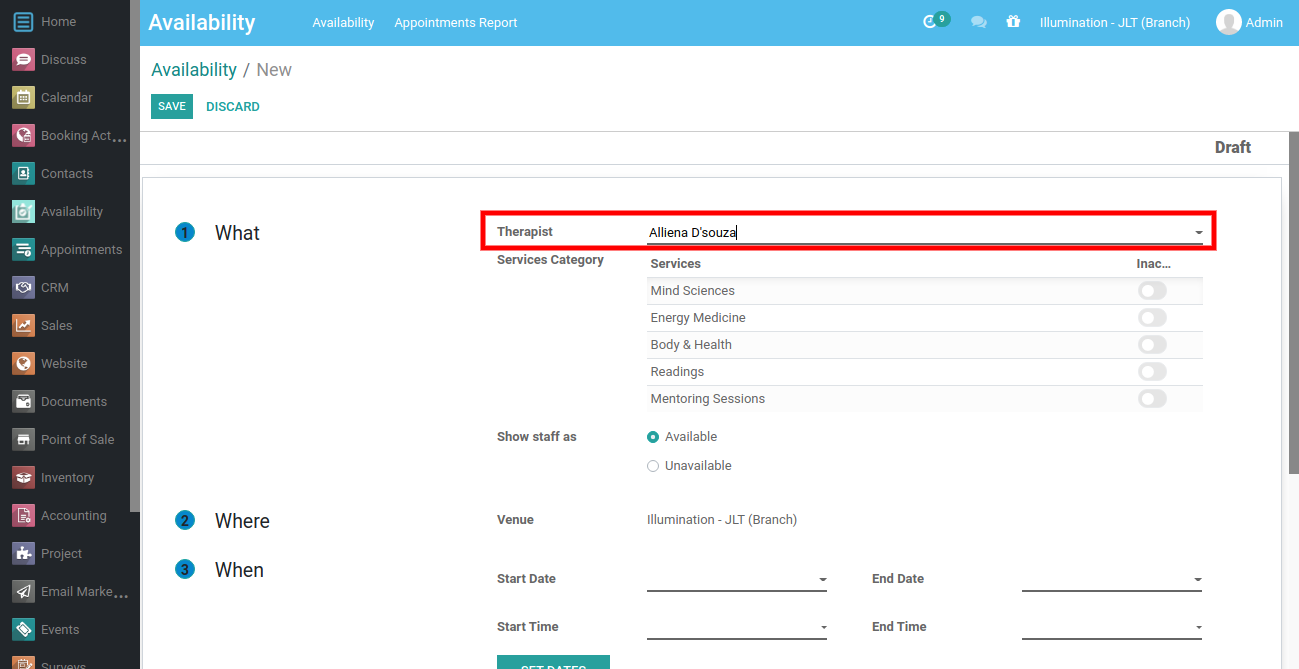 Home
Discuss
Calendar
Booking Act...
Contacts
Availability
Appointments
CRM
Sales
Website
Documents
Point of Sale
Inventory
Accounting
Project
Email Marke...
Events
Surveys
Availability Availability Appointments Report 9 Illumination - JLT (Branch) Admin
Availability / New
SAVE DISCARD
Draft
1 What
Therapist Alliena D'souza
Services Category Services Inac...
Mind Sciences
Energy Medicine
Body & Health
Readings
Mentoring Sessions
Show staff as Available
Unavailable
2 Where Venue Illumination - JLT (Branch)
3 When
Start Date End Date
Start Time End Time
GET DATES